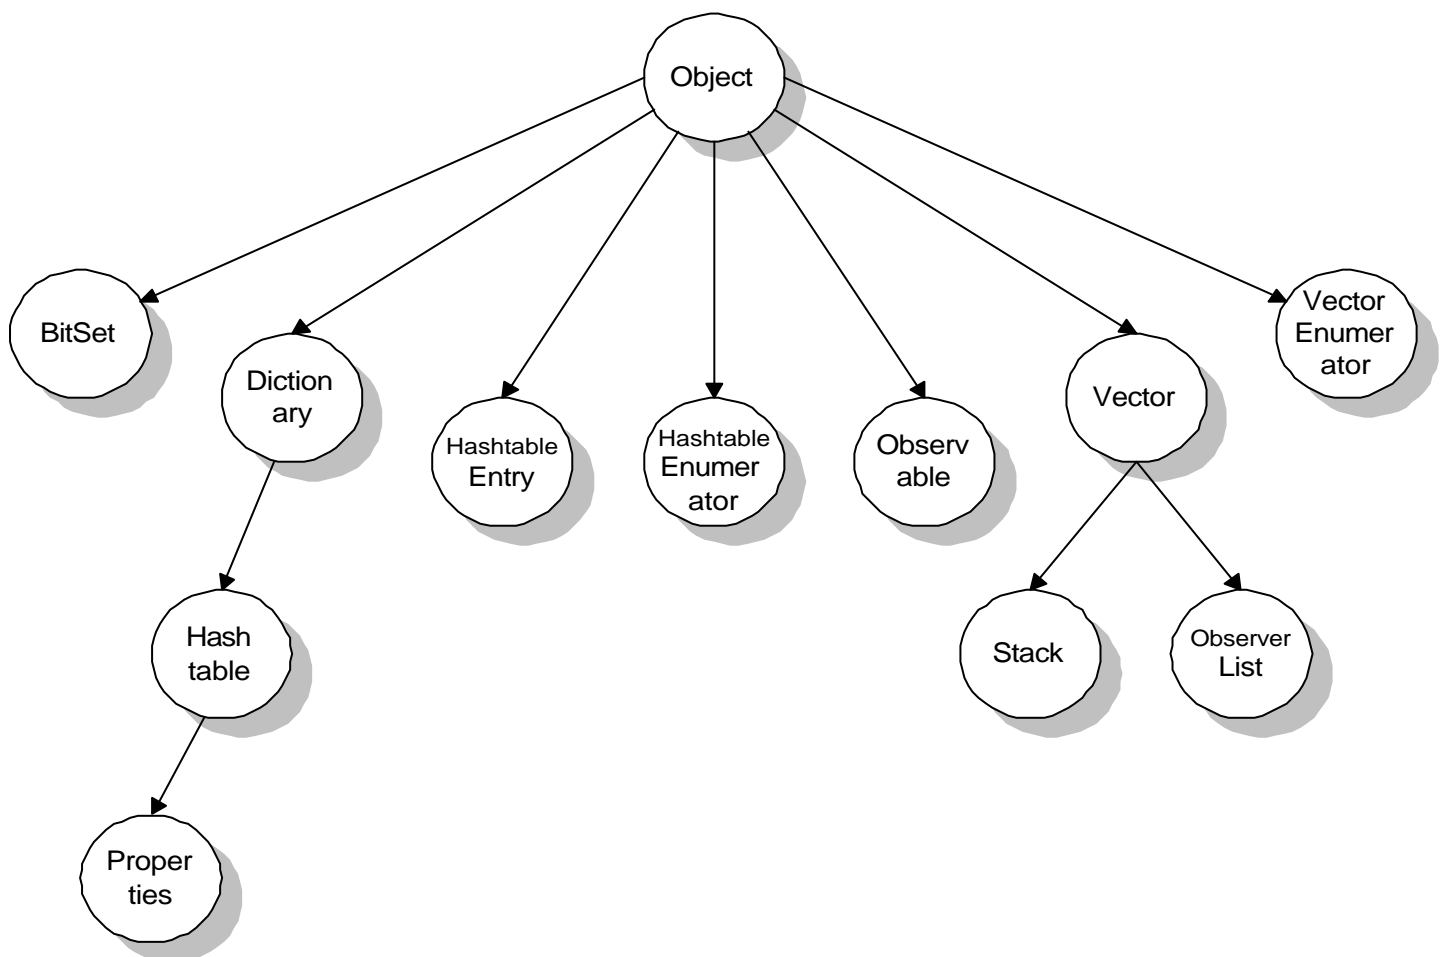 Object
BitSet
Diction
ary
Hashtable
Entry
Hashtable
Enumer
ator
Observ
able
Vector
Vector
Enumer
ator
Hash
table
Stack
Observer
List
Proper
ties